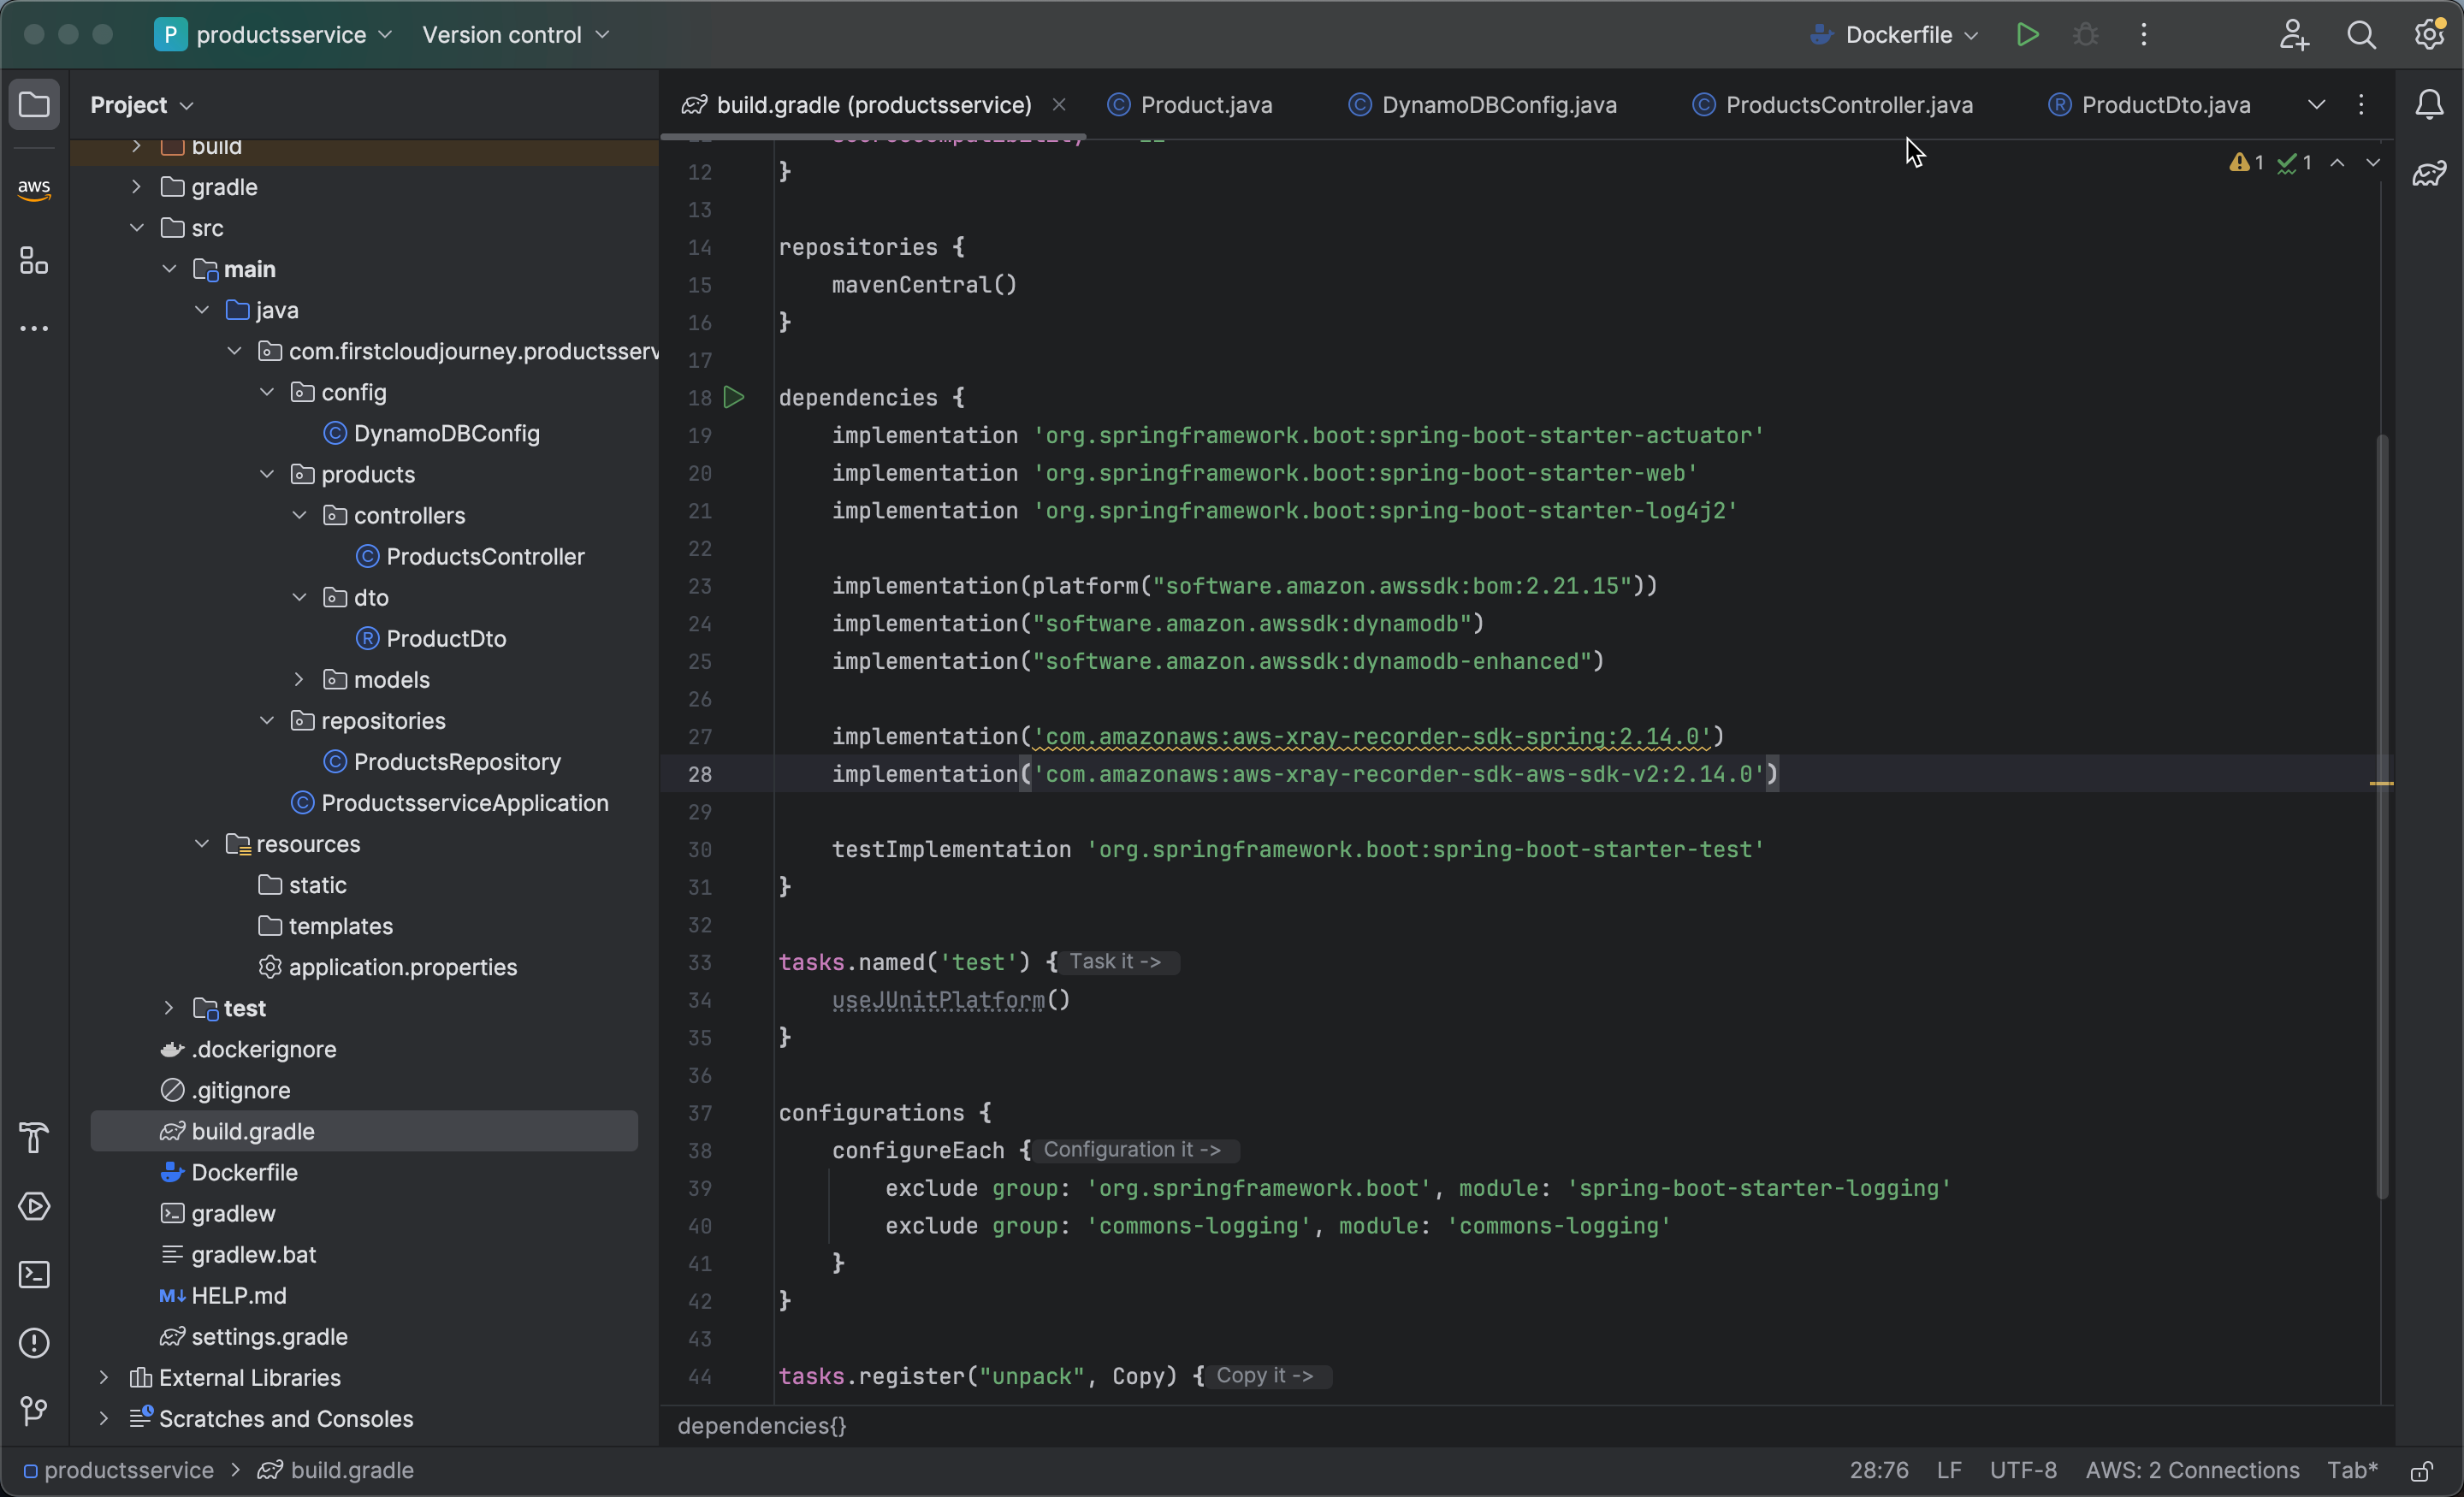 P productsservice Version control Dockerfile
Project
build.gradle (productsservice) Product.java DynamoDBConfig.java ProductsController.java ProductDto.java
aws
build
gradle
src
main
java
com.firstcloudjourney.productsserv
config
C DynamoDBConfig
products
controllers
C ProductsController
dto
R ProductDto
models
repositories
C ProductsRepository
C ProductsserviceApplication
resources
static
templates
application.properties
test
.dockerignore
.gitignore
build.gradle
Dockerfile
gradlew
gradlew.bat
M↓ HELP.md
settings.gradle
External Libraries
Scratches and Consoles
1 1
12 }
13
14 repositories {
15 mavenCentral()
16 }
17
18 dependencies {
19 implementation 'org.springframework.boot:spring-boot-starter-actuator'
20 implementation 'org.springframework.boot:spring-boot-starter-web'
21 implementation 'org.springframework.boot:spring-boot-starter-log4j2'
22
23 implementation(platform("software.amazon.awssdk:bom:2.21.15"))
24 implementation("software.amazon.awssdk:dynamodb")
25 implementation("software.amazon.awssdk:dynamodb-enhanced")
26
27 implementation('com.amazonaws:aws-xray-recorder-sdk-spring:2.14.0')
28 implementation('com.amazonaws:aws-xray-recorder-sdk-aws-sdk-v2:2.14.0')
29
30 testImplementation 'org.springframework.boot:spring-boot-starter-test'
31 }
32
33 tasks.named('test') { Task it ->
34 useJUnitPlatform()
35 }
36
37 configurations {
38 configureEach { Configuration it ->
39 exclude group: 'org.springframework.boot', module: 'spring-boot-starter-logging'
40 exclude group: 'commons-logging', module: 'commons-logging'
41 }
42 }
43
44 tasks.register("unpack", Copy) { Copy it ->
dependencies{}
productsservice > build.gradle 28:76 LF UTF-8 AWS: 2 Connections Tab*